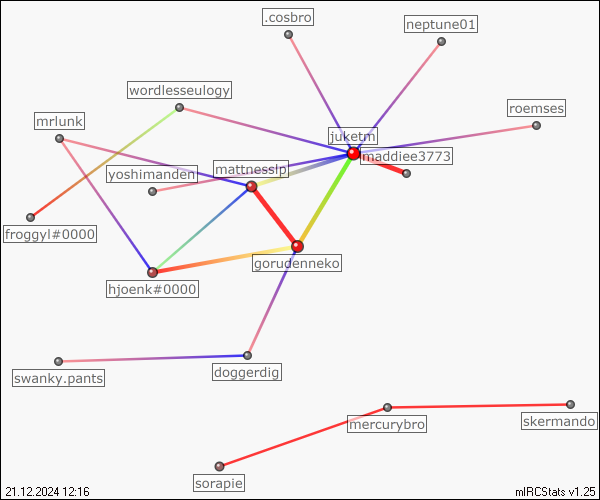 .cosbro
neptune01
wordlesseulogy
roemses
mrlunk
juketm
maddiee3773
mattnessp
yoshimanden
froggyl#0000
gorudenneko
hjoenk#0000
doggerdig
swanky.pants
mercurybro
skermando
sorapie
21.12.2024 12:16
mIRCStats v1.25